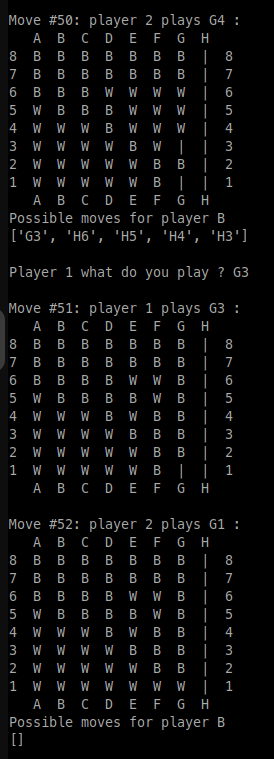 Move #50: player 2 plays G4 :
A B C D E F G H
8 B B B B B B B | 8
7 B B B B B B B | 7
6 B B B W W W W | 6
5 W B B B W W W | 5
4 W W W B W W W | 4
3 W W W W B W | | 3
2 W W W W W B B | 2
1 W W W W W B | | 1
A B C D E F G H
Possible moves for player B
['G3', 'H6', 'H5', 'H4', 'H3']
Player 1 what do you play ? G3
Move #51: player 1 plays G3 :
A B C D E F G H
8 B B B B B B B | 8
7 B B B B B B B | 7
6 B B B B W W B | 6
5 W B B B B W B | 5
4 W W W B W B B | 4
3 W W W W B B B | 3
2 W W W W W B B | 2
1 W W W W W B | | 1
A B C D E F G H
Move #52: player 2 plays G1 :
A B C D E F G H
8 B B B B B B B | 8
7 B B B B B B B | 7
6 B B B B W W B | 6
5 W B B B B W B | 5
4 W W W B W B B | 4
3 W W W W B B B | 3
2 W W W W W B B | 2
1 W W W W W W W | 1
A B C D E F G H
Possible moves for player B
[]